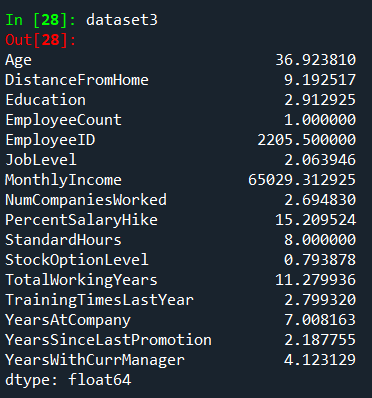 In [28]: dataset3
Out[28]:
Age 36.923810
DistanceFromHome 9.192517
Education 2.912925
EmployeeCount 1.000000
EmployeeID 2205.500000
JobLevel 2.063946
MonthlyIncome 65029.312925
NumCompaniesWorked 2.694830
PercentSalaryHike 15.209524
StandardHours 8.000000
StockOptionLevel 0.793878
TotalWorkingYears 11.279936
TrainingTimesLastYear 2.799320
YearsAtCompany 7.008163
YearsSinceLastPromotion 2.187755
YearsWithCurrManager 4.123129
dtype: float64